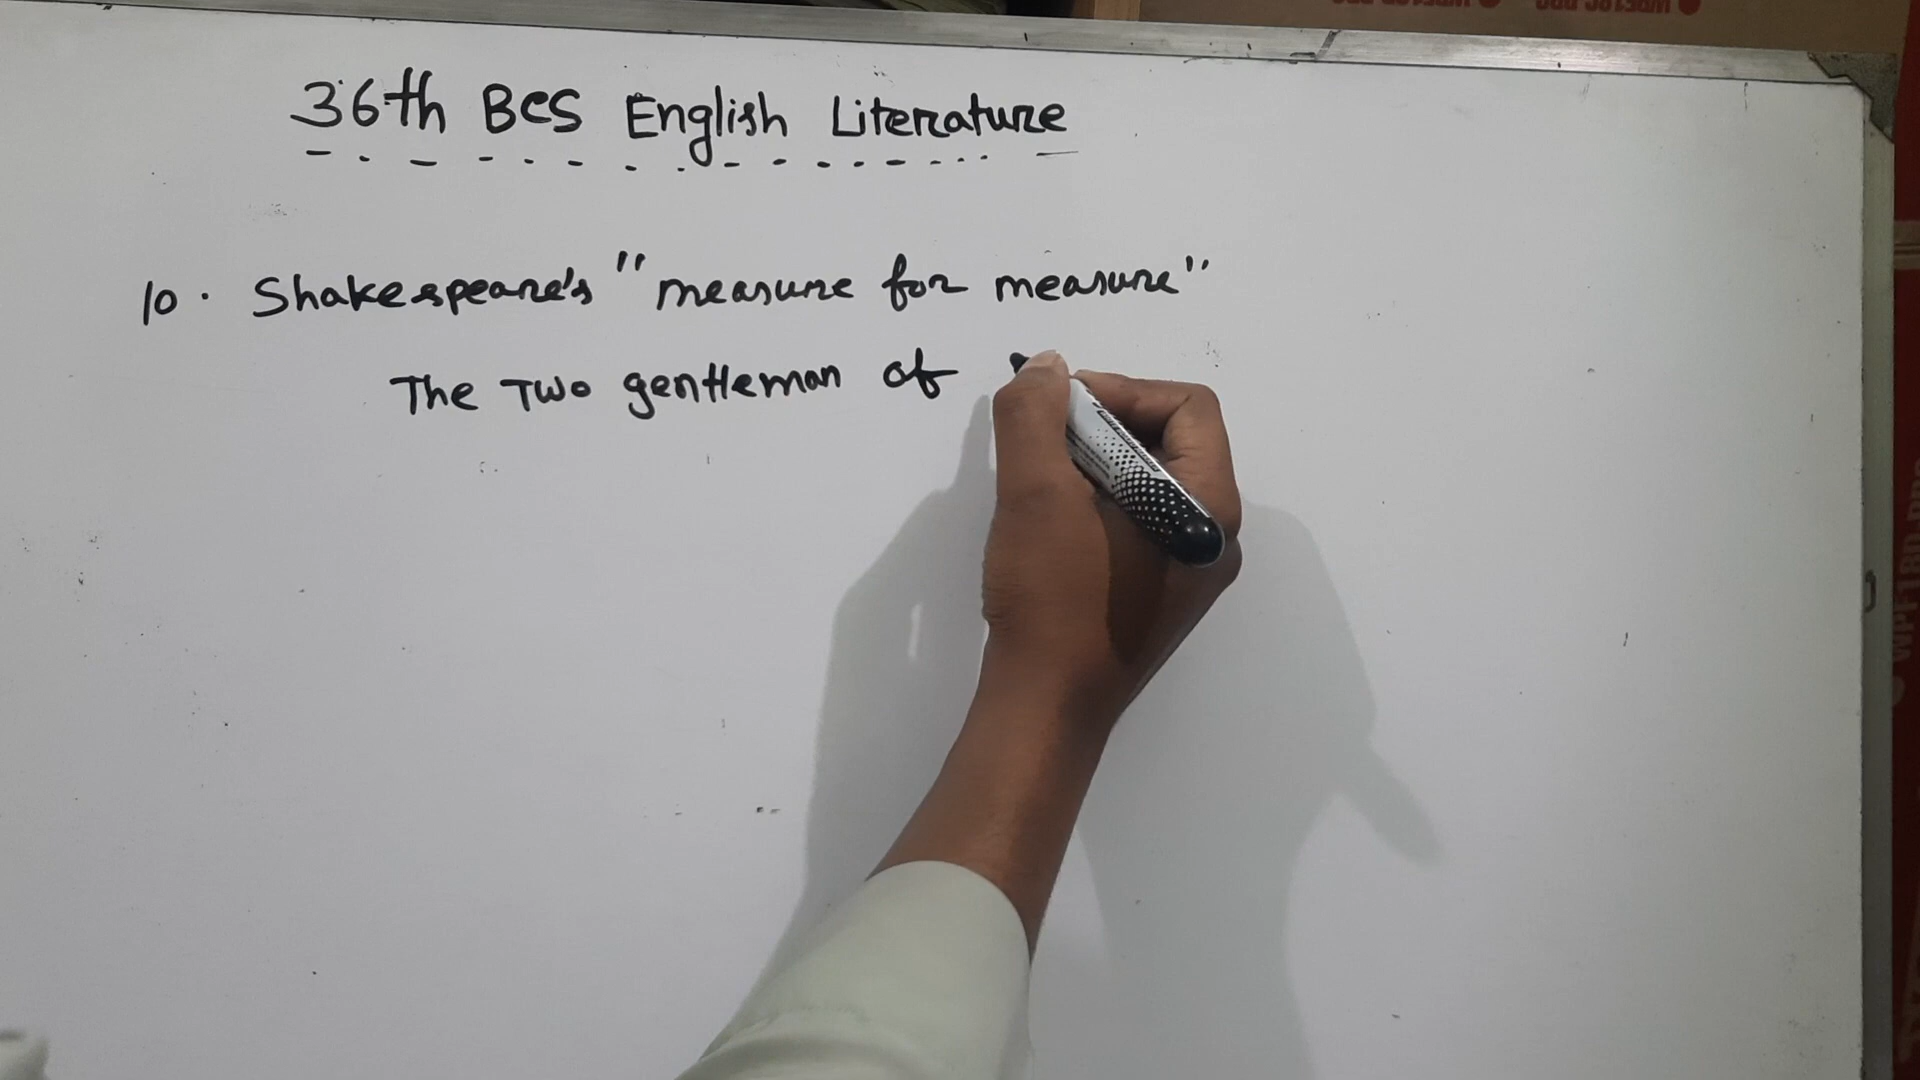 36th BCS English Literature
10. Shakespeare's "measure for measure"
The Two gentleman of